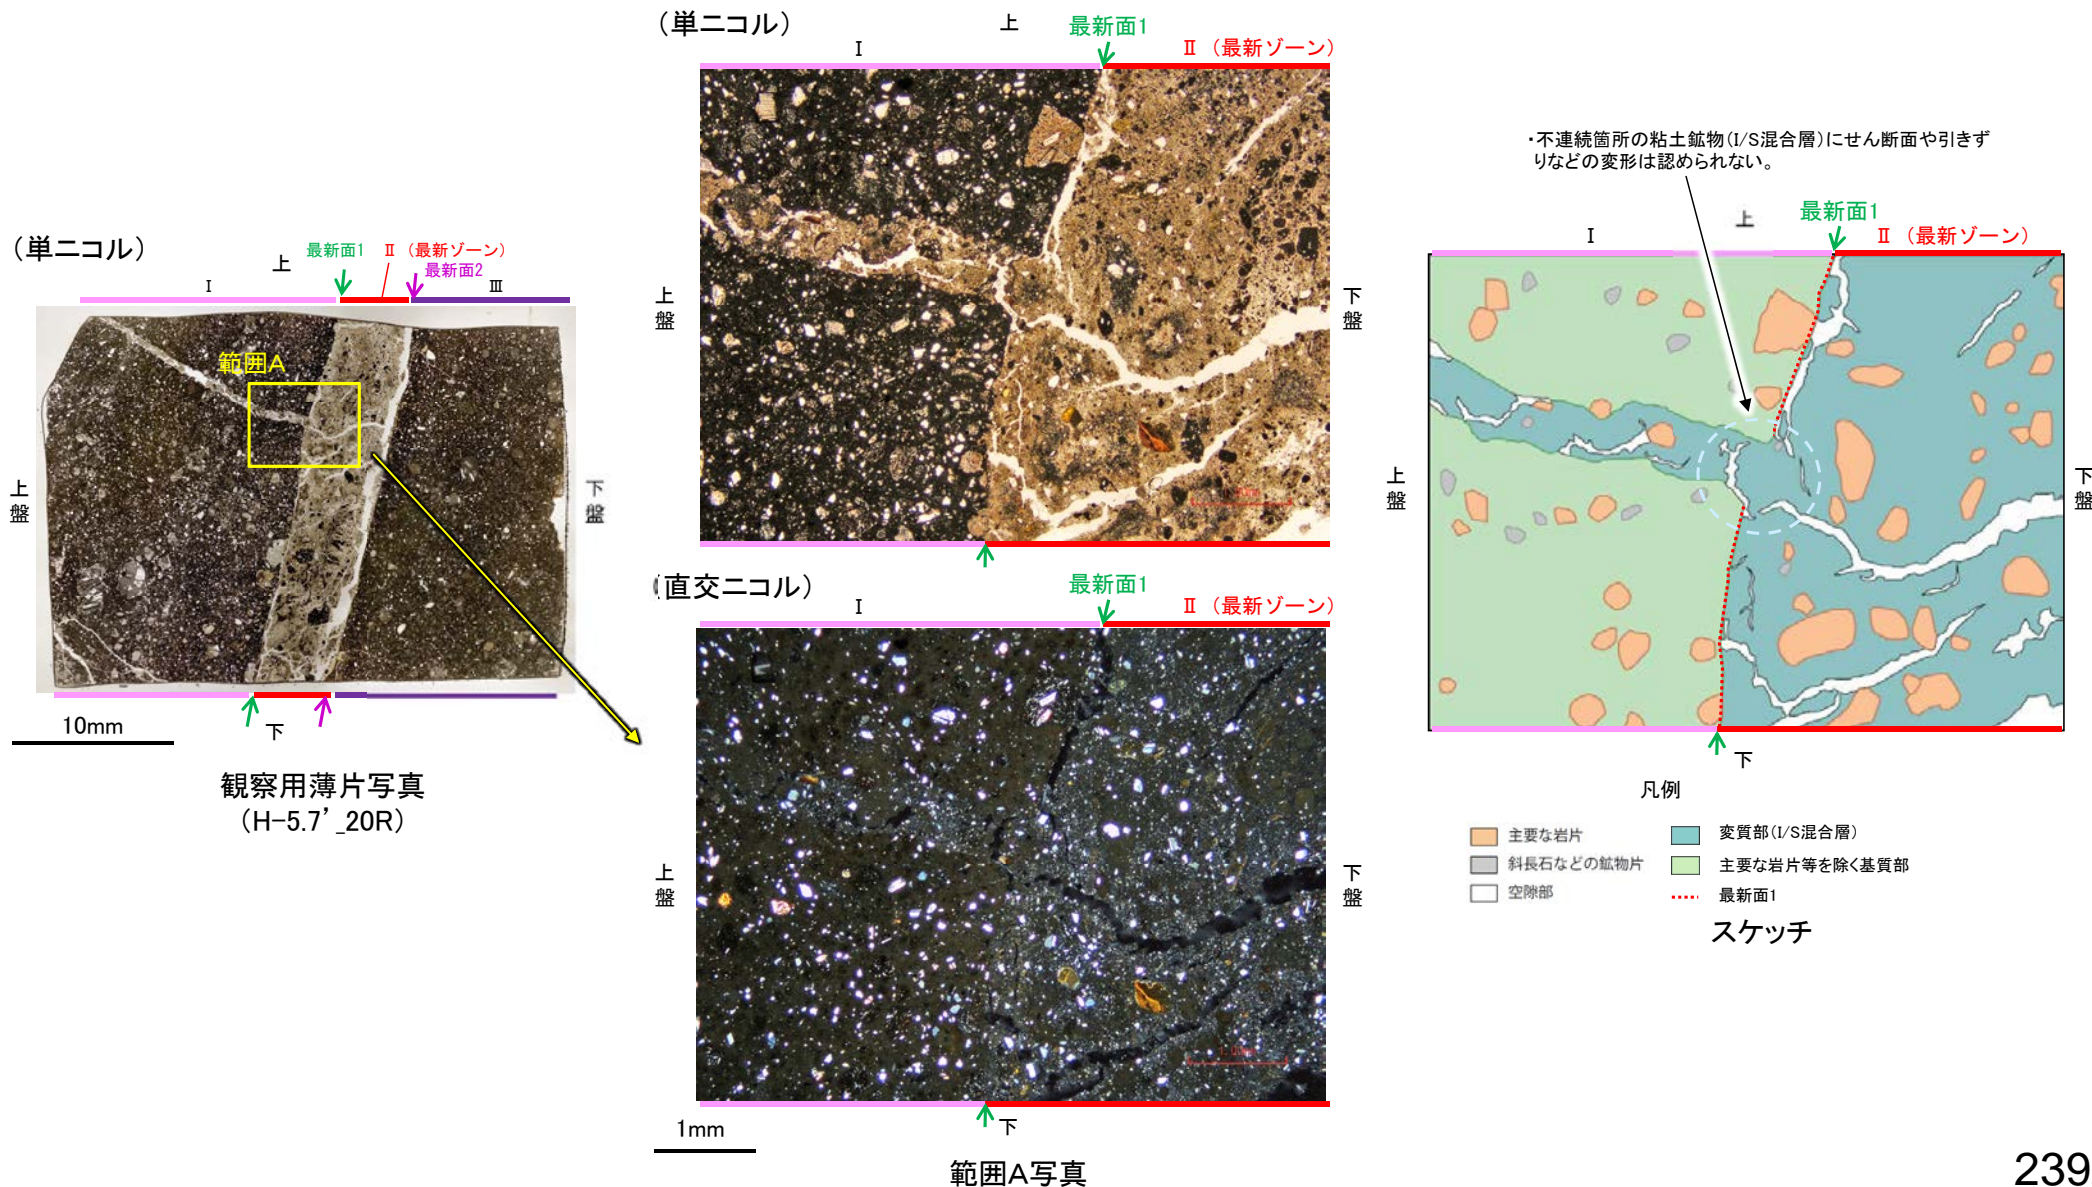 (単ニコル)
上
最新面1
Ⅱ (最新ゾーン)
最新面2
Ⅰ
Ⅲ
範囲A
上盤
下盤
下
10mm
観察用薄片写真
(H-5.7’_20R)
(単ニコル)
上
最新面1
Ⅰ
Ⅱ (最新ゾーン)
上盤
下盤
(直交ニコル)
最新面1
Ⅰ
Ⅱ (最新ゾーン)
上盤
下盤
下
1mm
範囲A写真
・不連続箇所の粘土鉱物(I/S混合層)にせん断面や引きず
りなどの変形は認められない。
上
最新面1
Ⅰ
Ⅱ (最新ゾーン)
上盤
下盤
下
凡例
主要な岩片
変質部(I/S混合層)
斜長石などの鉱物片
主要な岩片等を除く基質部
空隙部
最新面1
スケッチ
239